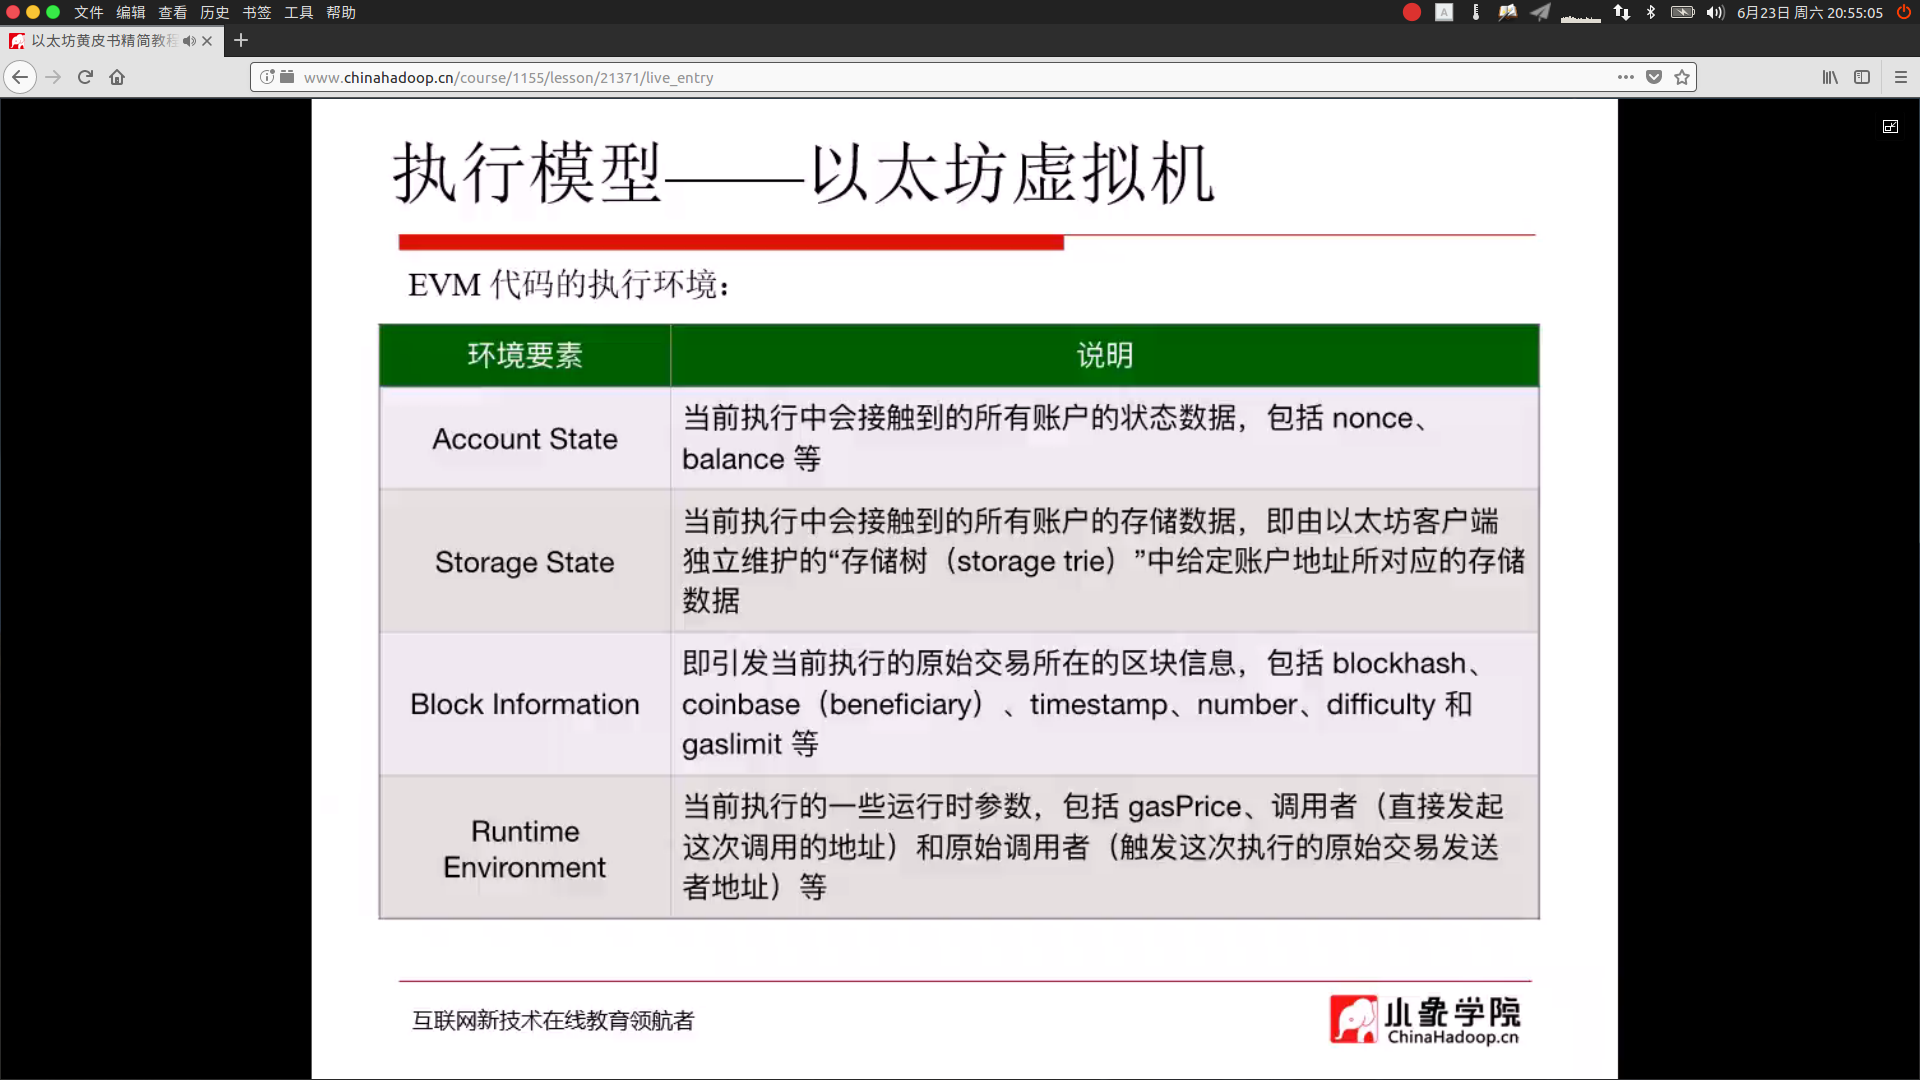 文件 编辑 查看 历史 书签 工具 帮助
A
6月23日 周六 20:55:05
以太坊黄皮书精简教程
www.chinahadoop.cn/course/1155/lesson/21371/live_entry
执行模型——以太坊虚拟机
EVM 代码的执行环境：
环境要素 说明
Account State
当前执行中会接触到的所有账户的状态数据，包括 nonce、
balance 等
Storage State
当前执行中会接触到的所有账户的存储数据，即由以太坊客户端
独立维护的“存储树（storage trie）”中给定账户地址所对应的存储
数据
Block Information
即引发当前执行的原始交易所在的区块信息，包括 blockhash、
coinbase（beneficiary）、timestamp、number、difficulty 和
gaslimit 等
Runtime
Environment
当前执行的一些运行时参数，包括 gasPrice、调用者（直接发起
这次调用的地址）和原始调用者（触发这次执行的原始交易发送
者地址）等
互联网新技术在线教育领航者
小象学院
ChinaHadoop.cn